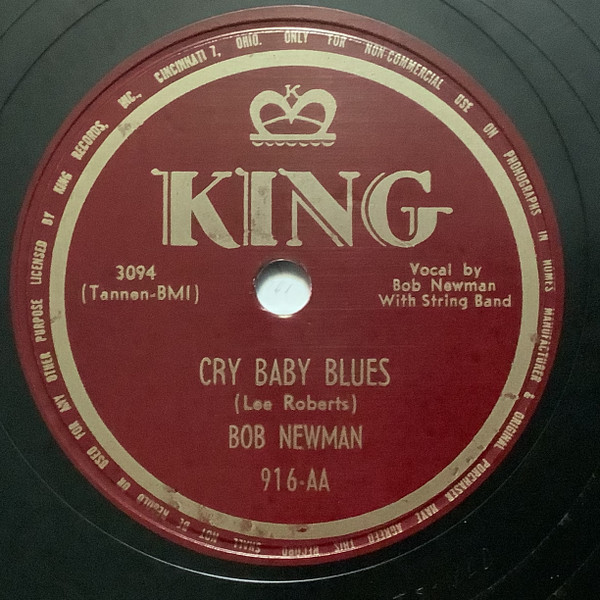 K
KING
3094
(Tannen-BMI)
Vocal by
Bob Newman
With String Band
CRY BABY BLUES
(Lee Roberts)
BOB NEWMAN
916-AA
LICENSED BY KING RECORDS, INC., CINCINNATI 7, OHIO. ONLY FOR NON-COMMERCIAL USE ON PHONOGRAPHS IN HOMES MANUFACTURER & ORIGINAL PURCHASER HAVE AGREED THIS RECORD SHALL NOT BE RESOLD OR USED FOR ANY OTHER PURPOSE